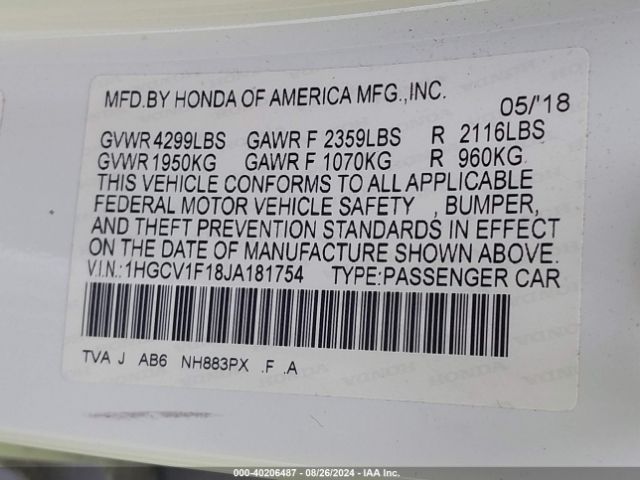 MFD.BY HONDA OF AMERICA MFG.,INC. 05/'18
GVWR 4299LBS GAWR F 2359LBS R 2116LBS
GVWR 1950KG GAWR F 1070KG R 960KG
THIS VEHICLE CONFORMS TO ALL APPLICABLE
FEDERAL MOTOR VEHICLE SAFETY , BUMPER,
AND THEFT PREVENTION STANDARDS IN EFFECT
ON THE DATE OF MANUFACTURE SHOWN ABOVE.
V.I.N.:1HGCV1F18JA181754 TYPE:PASSENGER CAR
TVA J AB6 NH883PX .F .A
000-40206487 - 08/26/2024 - IAAI.COM